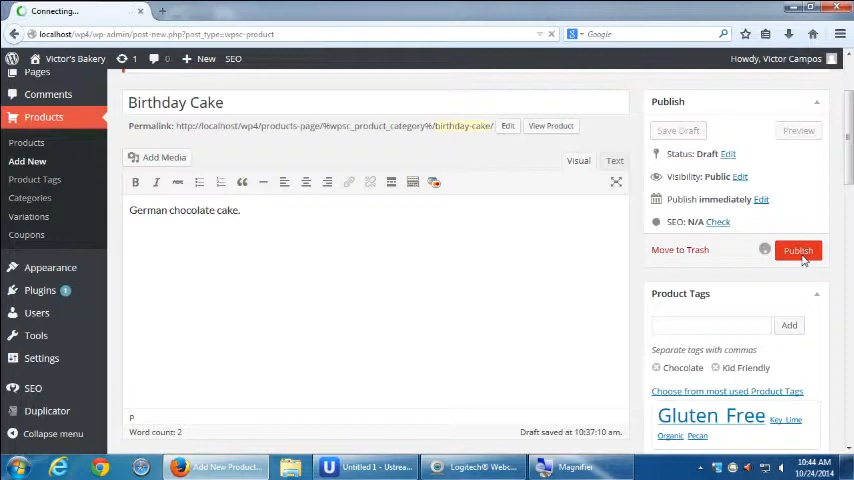 Connecting...
localhost/wp4/wp-admin/post-new.php?post_type=wpsc-product
Google
Victor's Bakery
1
0
New
SEO
Howdy, Victor Campos
Pages
Comments
Products
Products
Add New
Product Tags
Categories
Variations
Coupons
Appearance
Plugins 1
Users
Tools
Settings
SEO
Duplicator
Collapse menu
Birthday Cake
Permalink: http://localhost/wp4/products-page/%wpsc_product_category%/birthday-cake/
Edit
View Product
Add Media
Visual
Text
B I ABC
German chocolate cake.
P
Word count: 2
Draft saved at 10:37:10 am.
Publish
Save Draft
Preview
Status: Draft Edit
Visibility: Public Edit
Publish immediately Edit
SEO: N/A Check
Move to Trash
Publish
Product Tags
Add
Separate tags with commas
Chocolate
Kid Friendly
Choose from most used Product Tags
Gluten Free Key Lime
Organic Pecan
Add New Product...
Untitled 1 - Ustrea...
Logitech® Webc...
Magnifier
10:44 AM
10/24/2014